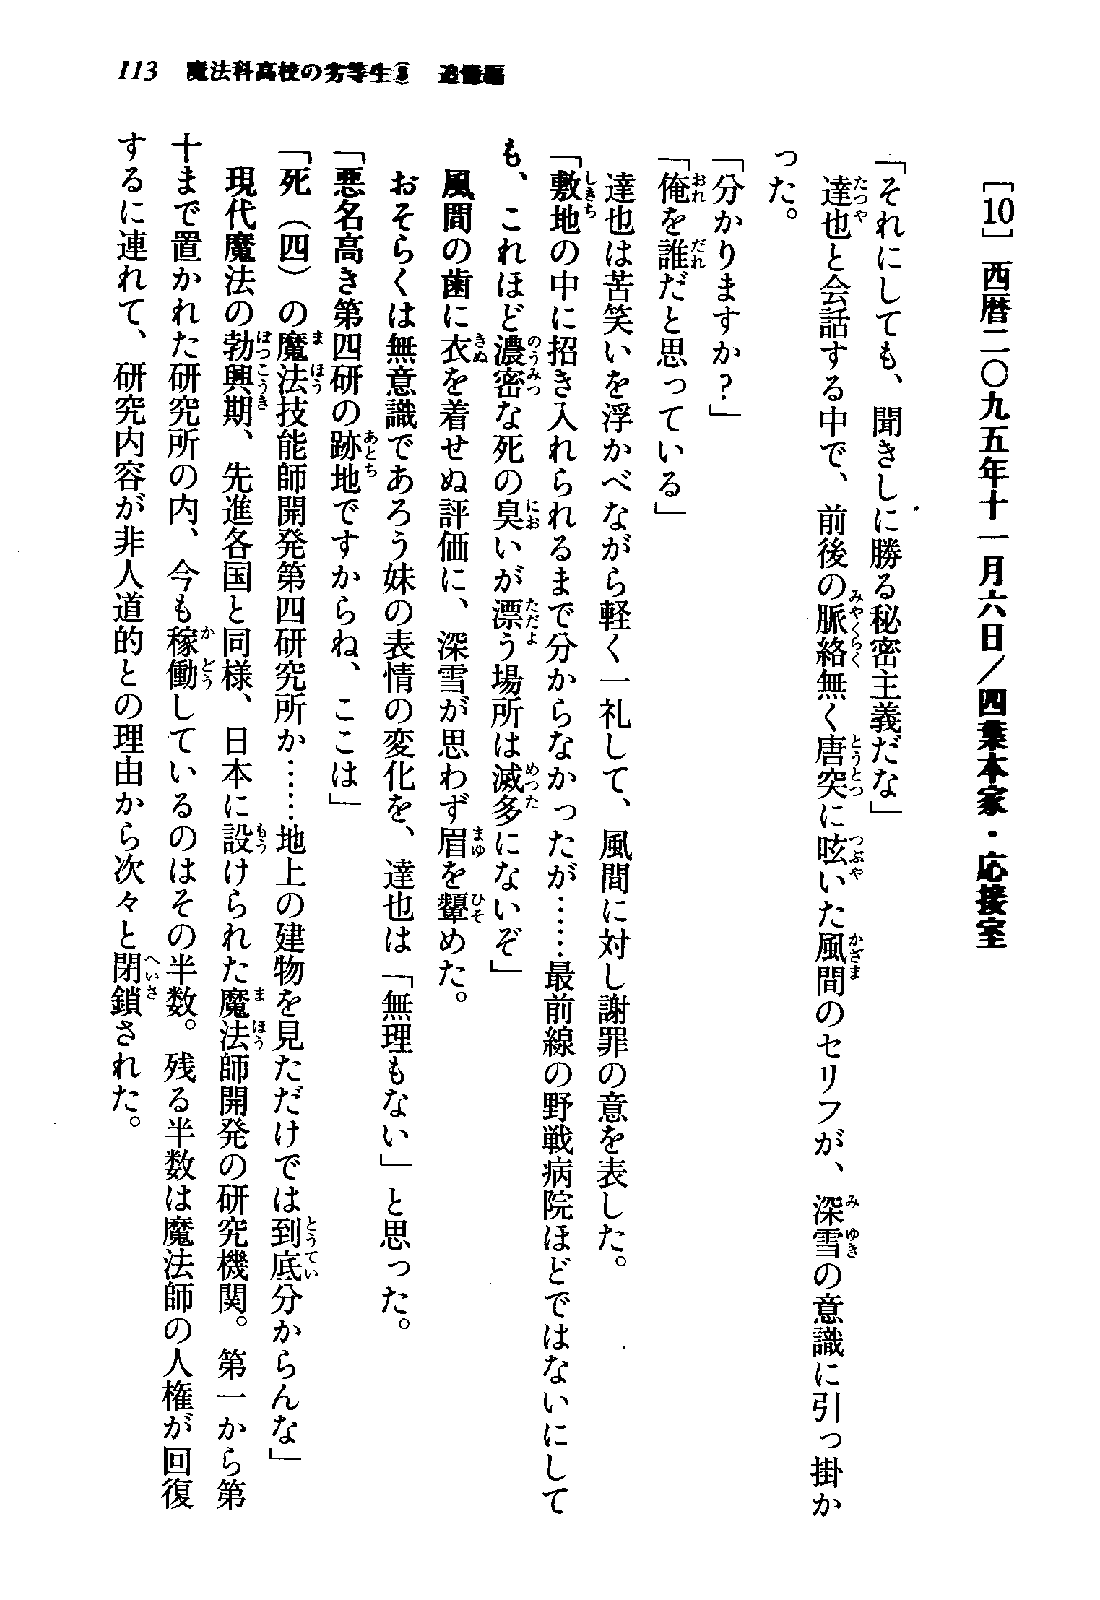 113 魔法科高校の劣等生⑧ 追憶編
［10］西暦二〇九五年十一月六日／四葉本家・応接室
「それにしても、聞きしに勝る秘密主義だな」
達也と会話する中で、前後の脈絡無く唐突に呟いた風間のセリフが、深雪の意識に引っ掛か
った。
「分かりますか？」
「俺を誰だと思っている」
達也は苦笑いを浮かべながら軽く一礼して、風間に対し謝罪の意を表した。
「敷地の中に招き入れられるまで分からなかったが……最前線の野戦病院ほどではないにして
も、これほど濃密な死の臭いが漂う場所は滅多にないぞ」
風間の歯に衣を着せぬ評価に、深雪が思わず眉を顰めた。
おそらくは無意識であろう妹の表情の変化を、達也は「無理もない」と思った。
「悪名高き第四研の跡地ですからね、ここは」
「死（四）の魔法技能師開発第四研究所か……地上の建物を見ただけでは到底分からんな」
現代魔法の勃興期、先進各国と同様、日本に設けられた魔法師開発の研究機関。第一から第
十まで置かれた研究所の内、今も稼働しているのはその半数。残る半数は魔法師の人権が回復
するに連れて、研究内容が非人道的との理由から次々と閉鎖された。